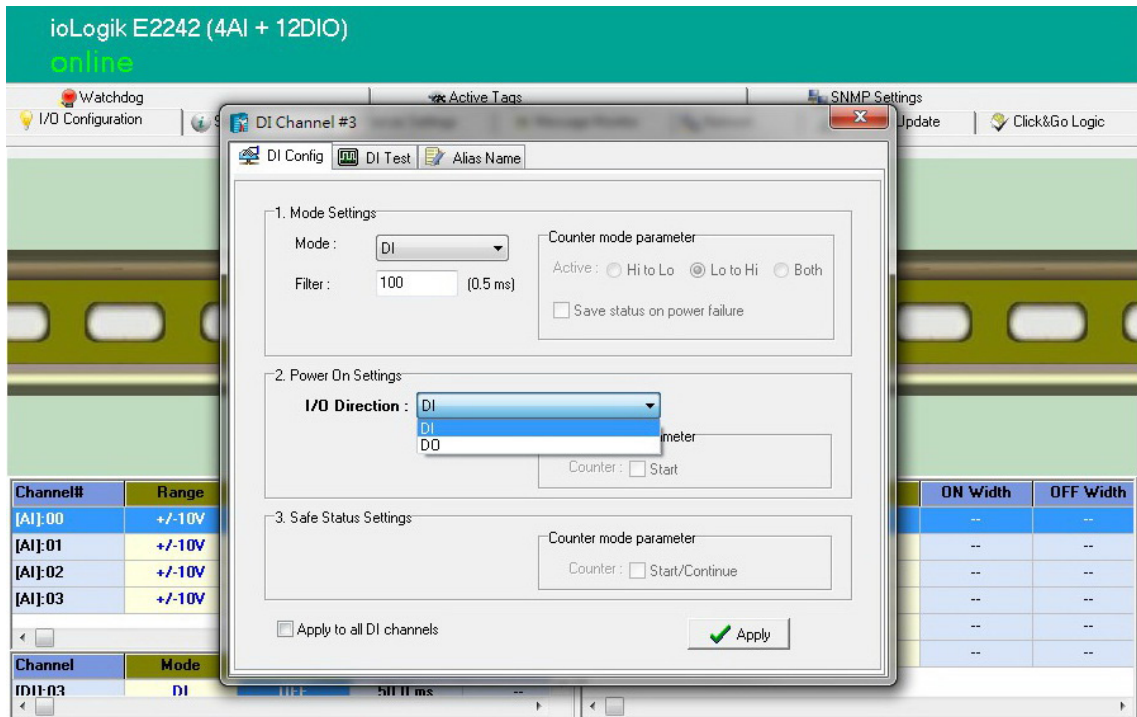 ioLogik E2242 (4AI + 12DIO)
online
Watchdog
Active Tags
SNMP Settings
I/O Configuration
Update
Click&Go Logic
DI Channel #3
DI Config
DI Test
Alias Name
1. Mode Settings
Mode :
DI
Filter :
100
(0.5 ms)
Counter mode parameter
Active :
Hi to Lo
Lo to Hi
Both
Save status on power failure
2. Power On Settings
I/O Direction :
DI
DI
DO
Counter :
Start
3. Safe Status Settings
Counter mode parameter
Counter :
Start/Continue
Apply to all DI channels
Apply
Channel# Range
[AI]:00 +/-10V
[AI]:01 +/-10V
[AI]:02 +/-10V
[AI]:03 +/-10V
Channel Mode
[DI]:03 DI OFF 50.0 ms --
ON Width OFF Width
-- --
-- --
-- --
-- --
-- --
-- --